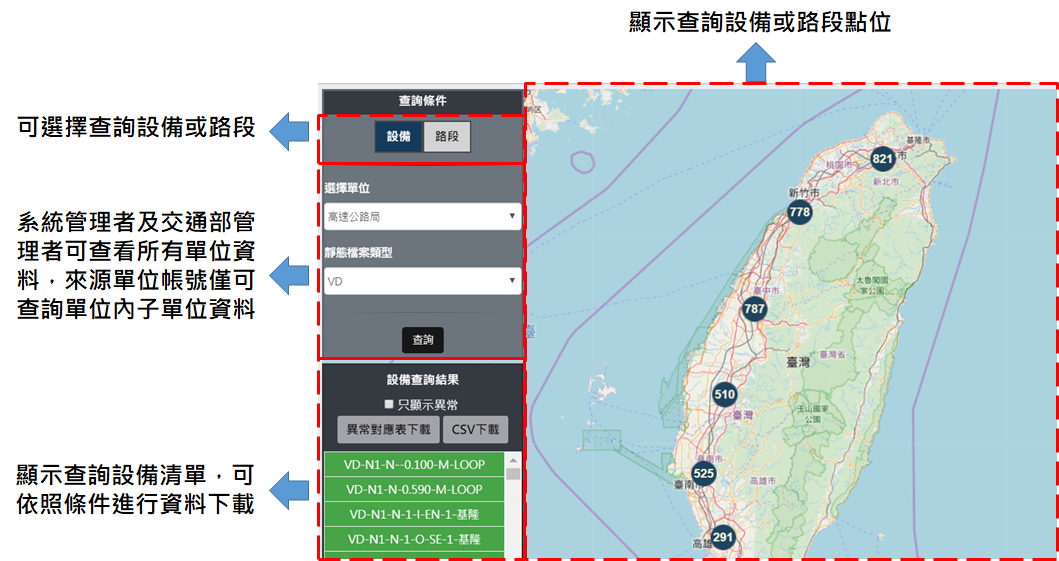 顯示查詢設備或路段點位
可選擇查詢設備或路段
系統管理者及交通部管
理者可查看所有單位資
料，來源單位帳號僅可
查詢單位內子單位資料
顯示查詢設備清單，可
依照條件進行資料下載
查詢條件
設備 路段
選擇單位
高速公路局
靜態檔案類型
VD
查詢
設備查詢結果
只顯示異常
異常對應表下載 CSV下載
VD-N1-N--0.100-M-LOOP
VD-N1-N-0.590-M-LOOP
VD-N1-N-1-I-EN-1-基隆
VD-N1-N-1-O-SE-1-基隆
基隆市
821 市
桃園市
新北市
新竹市
778
太魯閣國
家公園
臺中市
787
臺灣省
臺灣
510
玉山國家
公園
臺灣
臺南市
525
臺南
高雄市
高雄
291